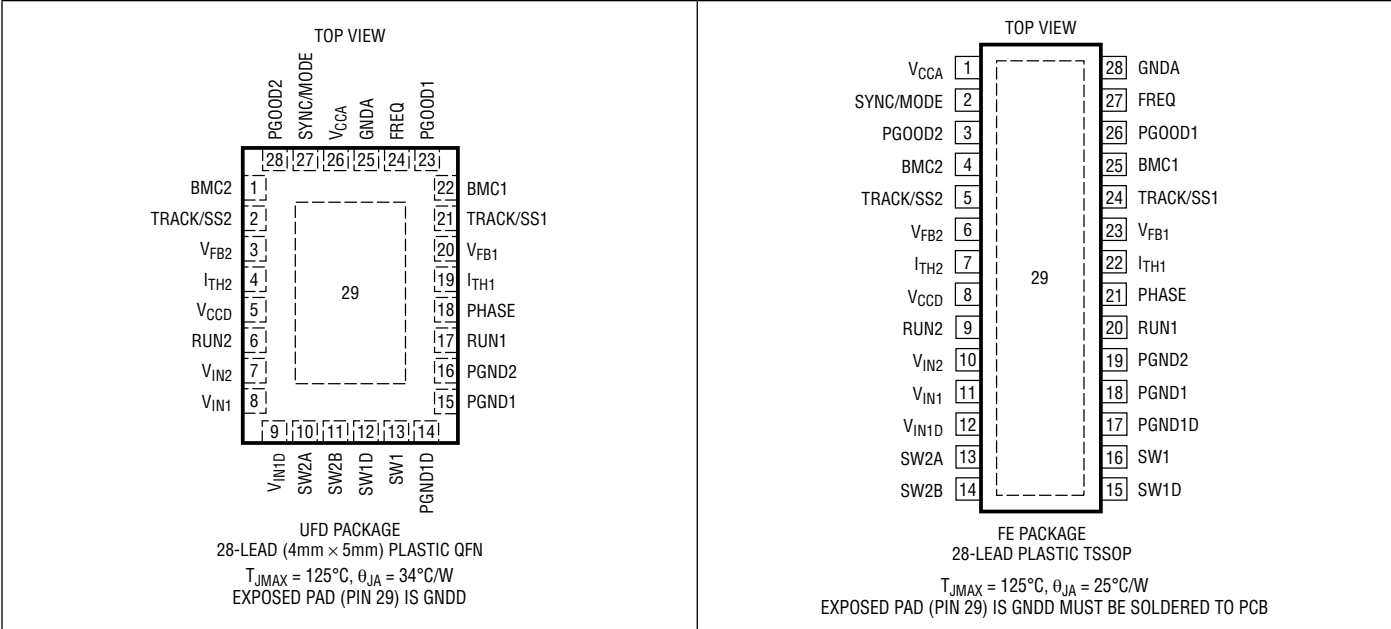 TOP VIEW
PGOOD2
SYNC/MODE
VCCA
GNDA
FREQ
PGOOD1
28 27 26 25 24 23
BMC2 1
TRACK/SS2 2
VFB2 3
ITH2 4
VCCD 5
RUN2 6
VIN2 7
VIN1 8
29
22 BMC1
21 TRACK/SS1
20 VFB1
19 ITH1
18 PHASE
17 RUN1
16 PGND2
15 PGND1
9 10 11 12 13 14
VIN1D
SW2A
SW2B
SW1D
SW1
PGND1D
UFD PACKAGE
28-LEAD (4mm × 5mm) PLASTIC QFN
TJMAX = 125°C, θJA = 34°C/W
EXPOSED PAD (PIN 29) IS GNDD
TOP VIEW
VCCA 1
SYNC/MODE 2
PGOOD2 3
BMC2 4
TRACK/SS2 5
VFB2 6
ITH2 7
VCCD 8
RUN2 9
VIN2 10
VIN1 11
VIN1D 12
SW2A 13
SW2B 14
29
28 GNDA
27 FREQ
26 PGOOD1
25 BMC1
24 TRACK/SS1
23 VFB1
22 ITH1
21 PHASE
20 RUN1
19 PGND2
18 PGND1
17 PGND1D
16 SW1
15 SW1D
FE PACKAGE
28-LEAD PLASTIC TSSOP
TJMAX = 125°C, θJA = 25°C/W
EXPOSED PAD (PIN 29) IS GNDD MUST BE SOLDERED TO PCB